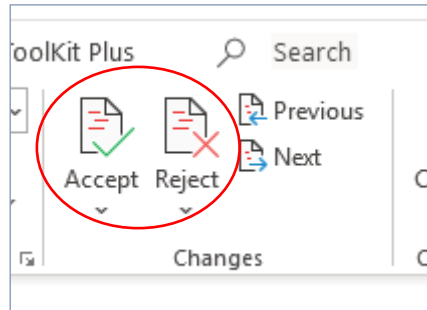 oolKit Plus Search
Previous
Next
Accept Reject
Changes